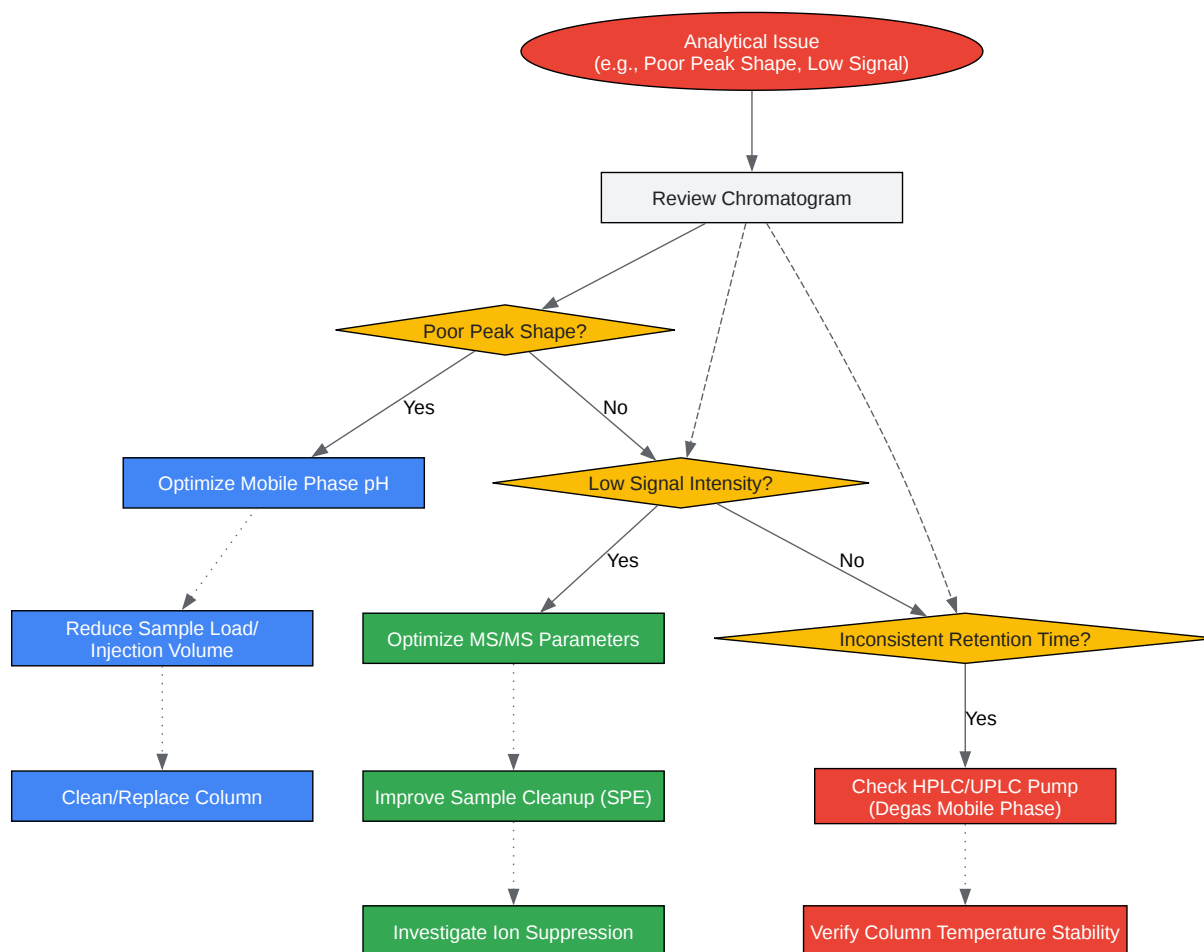 Analytical Issue
(e.g., Poor Peak Shape, Low Signal)
Review Chromatogram
Poor Peak Shape?
Yes
No
Optimize Mobile Phase pH
Low Signal Intensity?
Yes
No
Reduce Sample Load/
Injection Volume
Optimize MS/MS Parameters
Inconsistent Retention Time?
Yes
Clean/Replace Column
Improve Sample Cleanup (SPE)
Check HPLC/UPLC Pump
(Degas Mobile Phase)
Investigate Ion Suppression
Verify Column Temperature Stability